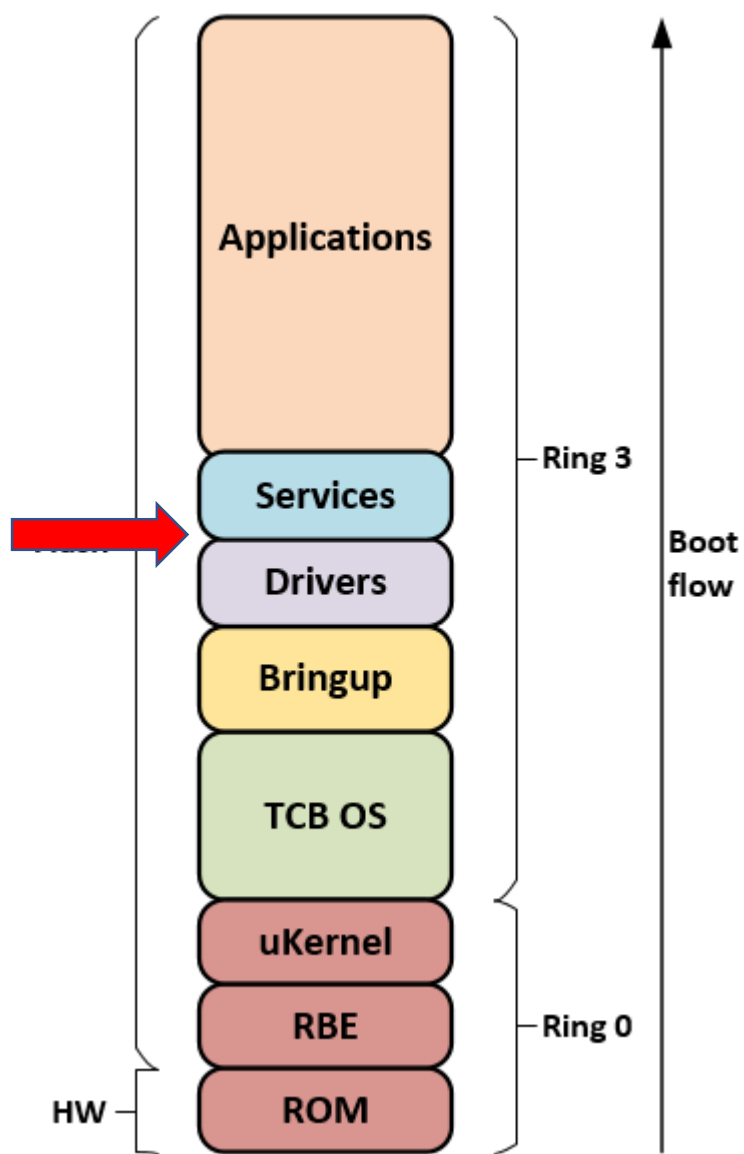 Applications
Services
Drivers
Bringup
TCB OS
uKernel
RBE
ROM
HW
Ring 3
Ring 0
Boot
flow